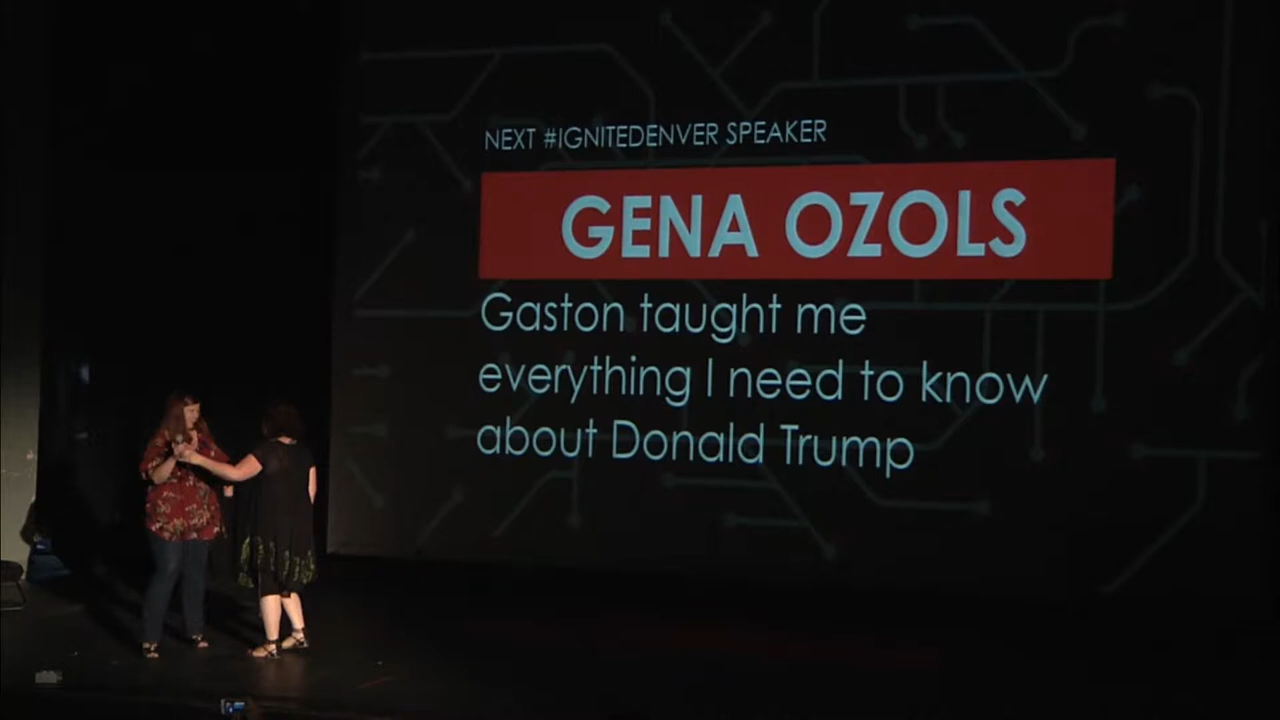 NEXT #IGNITEDENVER SPEAKER
GENA OZOLS
Gaston taught me
everything I need to know
about Donald Trump